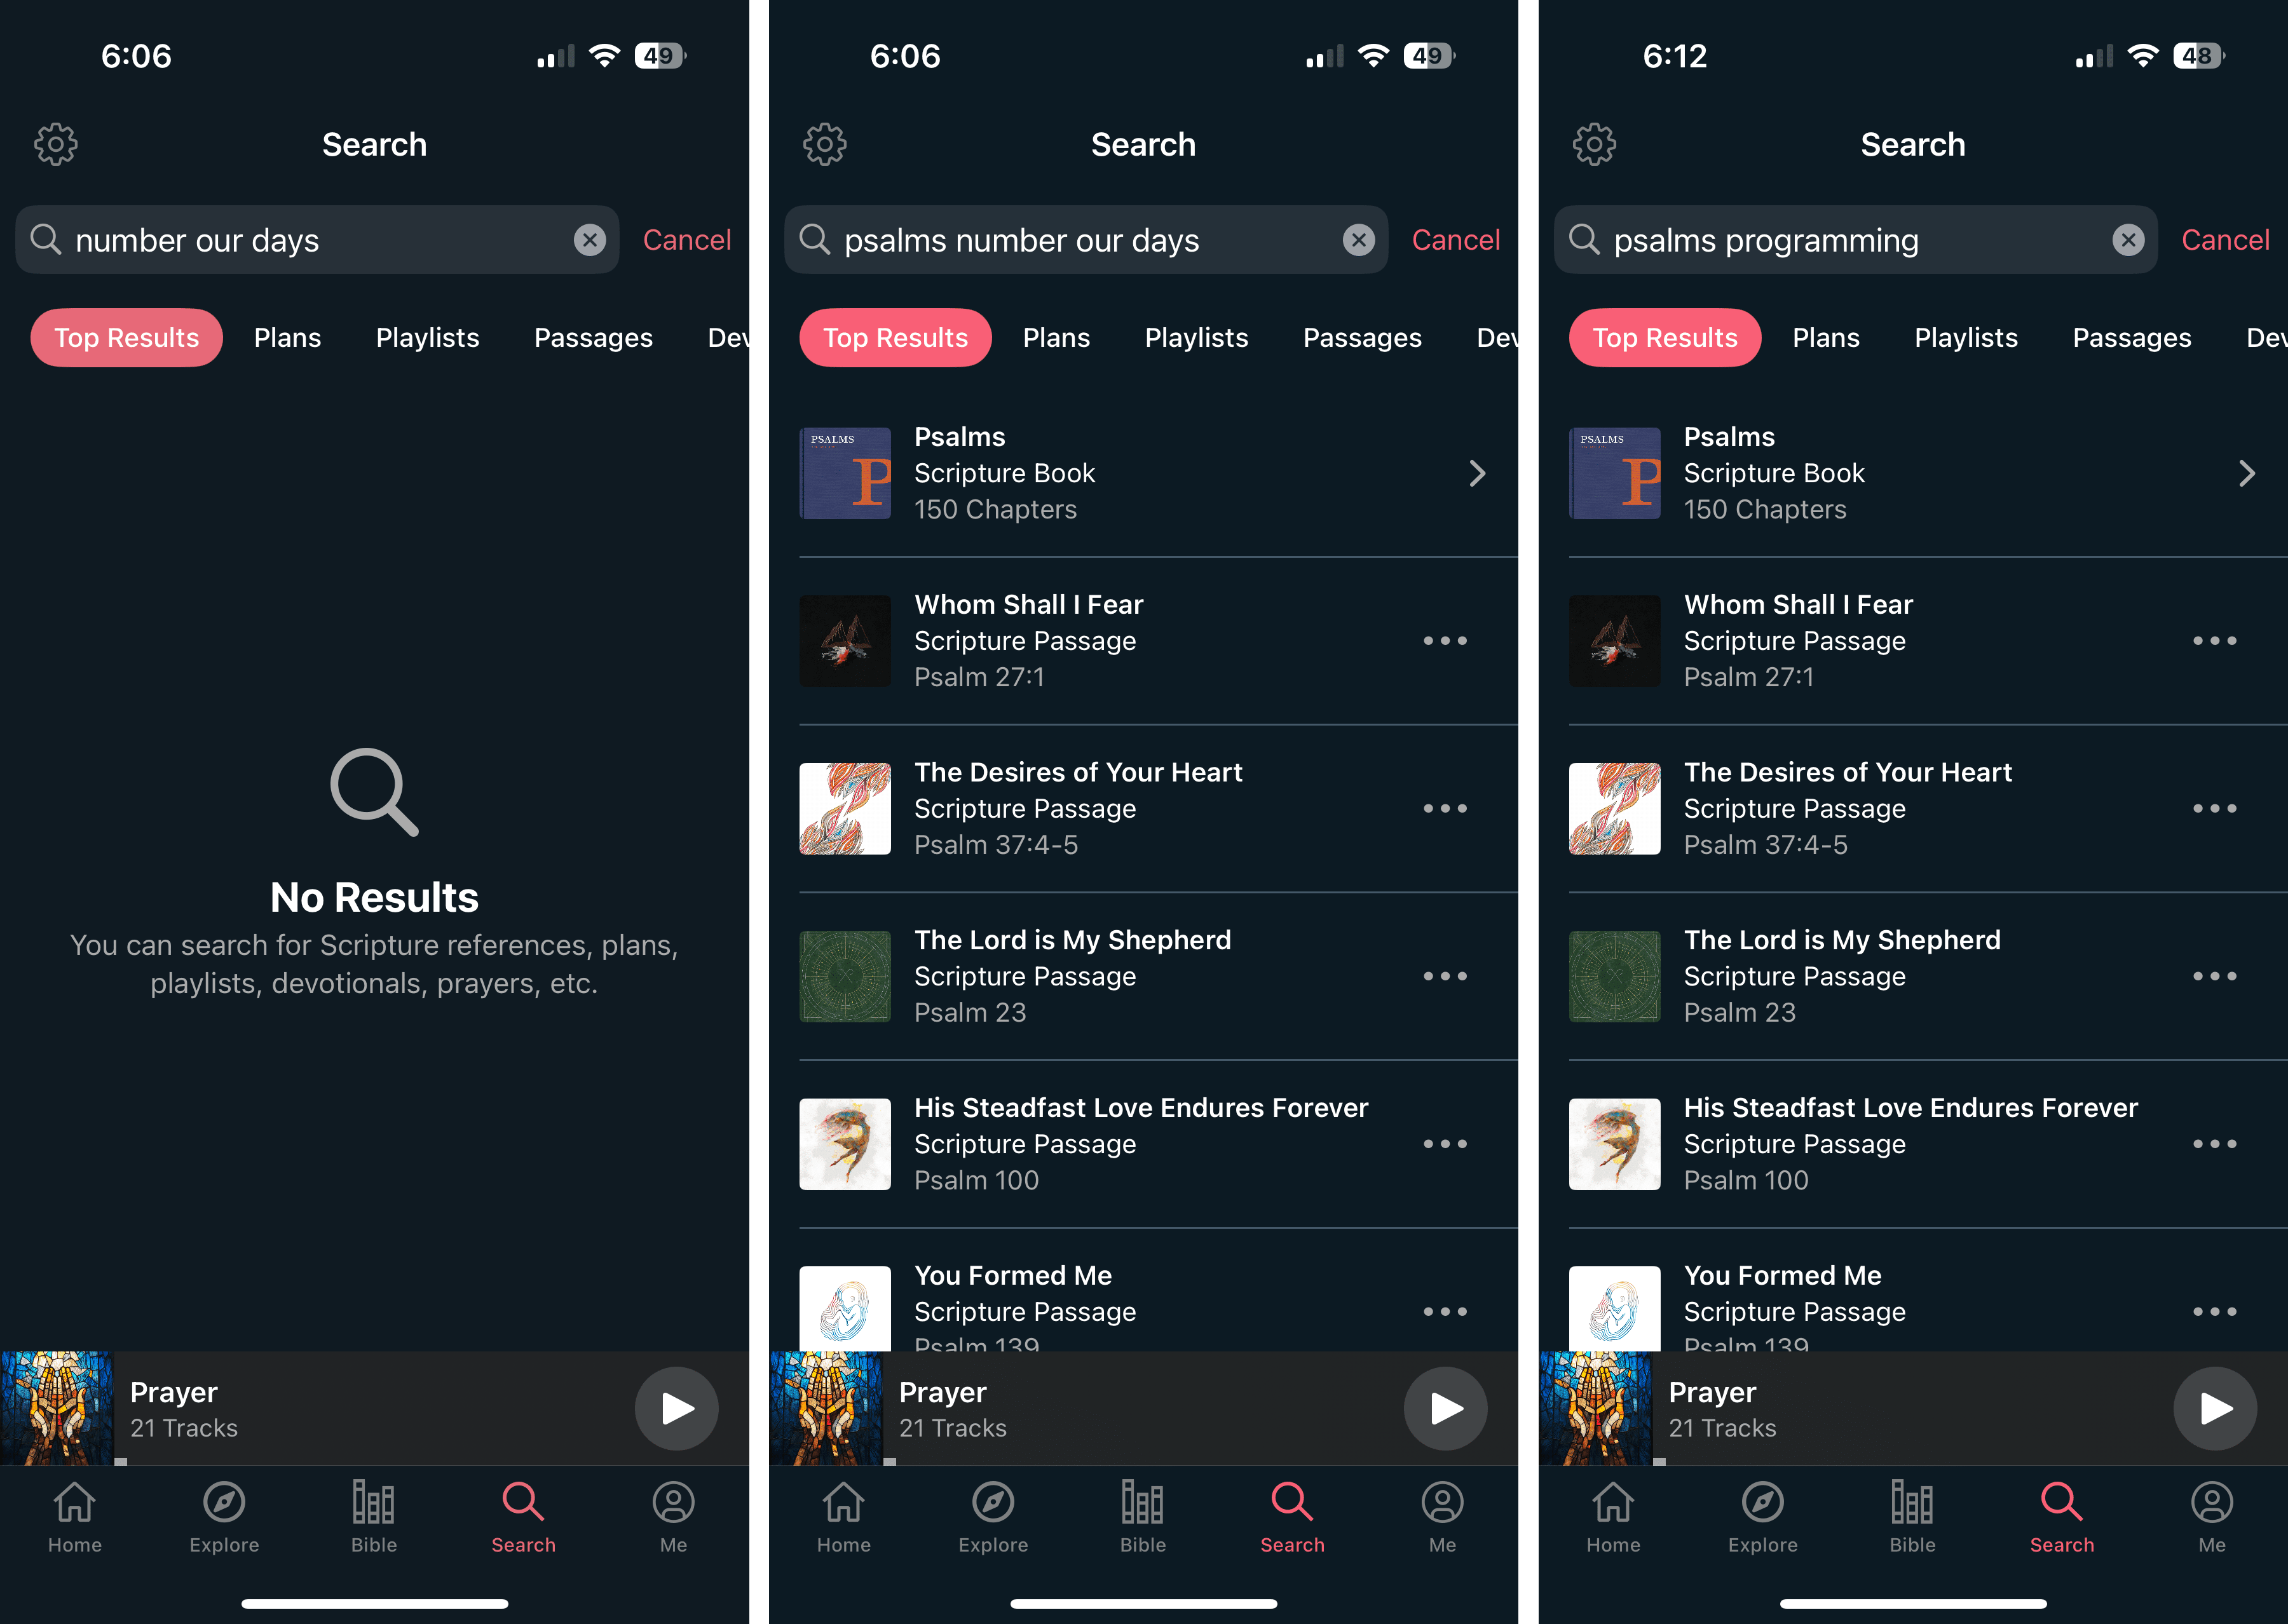 6:06
49
Search
number our days
Cancel
Top Results
Plans
Playlists
Passages
Dev
No Results
You can search for Scripture references, plans,
playlists, devotionals, prayers, etc.
Prayer
21 Tracks
Home
Explore
Bible
Search
Me
6:06
49
Search
psalms number our days
Cancel
Top Results
Plans
Playlists
Passages
Dev
PSALMS
P
Psalms
Scripture Book
150 Chapters
Whom Shall I Fear
Scripture Passage
Psalm 27:1
The Desires of Your Heart
Scripture Passage
Psalm 37:4-5
The Lord is My Shepherd
Scripture Passage
Psalm 23
His Steadfast Love Endures Forever
Scripture Passage
Psalm 100
You Formed Me
Scripture Passage
Psalm 139
Prayer
21 Tracks
Home
Explore
Bible
Search
Me
6:12
48
Search
psalms programming
Cancel
Top Results
Plans
Playlists
Passages
Dev
PSALMS
P
Psalms
Scripture Book
150 Chapters
Whom Shall I Fear
Scripture Passage
Psalm 27:1
The Desires of Your Heart
Scripture Passage
Psalm 37:4-5
The Lord is My Shepherd
Scripture Passage
Psalm 23
His Steadfast Love Endures Forever
Scripture Passage
Psalm 100
You Formed Me
Scripture Passage
Psalm 139
Prayer
21 Tracks
Home
Explore
Bible
Search
Me